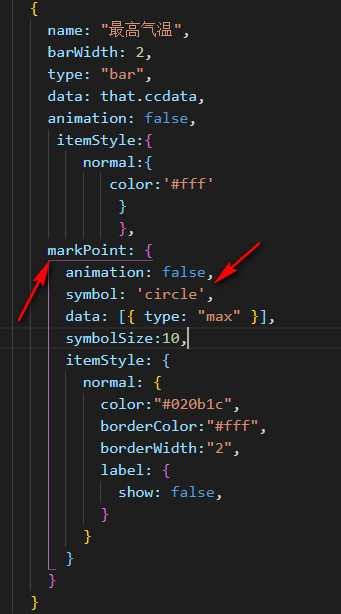 {
name: "最高气温",
barWidth: 2,
type: "bar",
data: that.ccdata,
animation: false,
itemStyle:{
normal:{
color:'#fff'
}
},
markPoint: {
animation: false,
symbol: 'circle',
data: [{ type: "max" }],
symbolSize:10,
itemStyle: {
normal: {
color:"#020b1c",
borderColor:"#fff",
borderWidth:"2",
label: {
show: false,
}
}
}
}
}